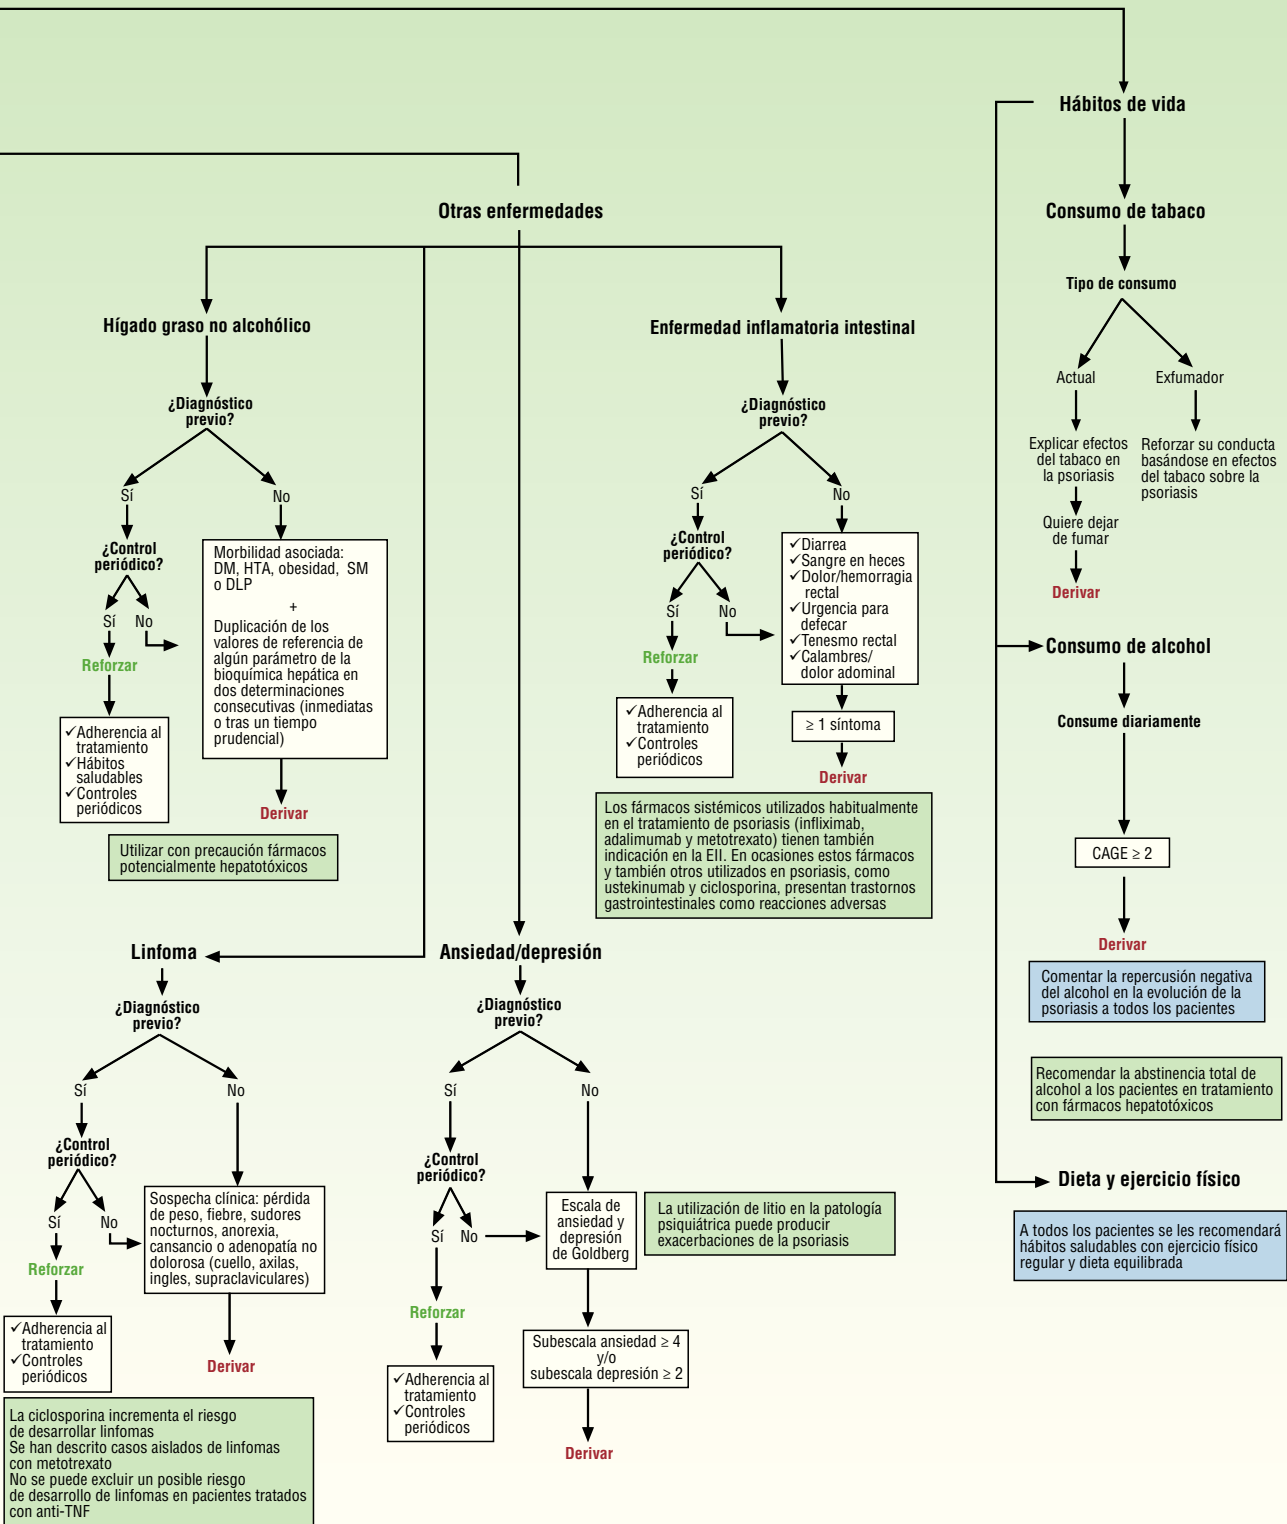 Otras enfermedades
Hígado graso no alcohólico
¿Diagnóstico
previo?
Sí
No
¿Control
periódico?
Sí
No
Reforzar
✓Adherencia al
tratamiento
✓Hábitos
saludables
✓Controles
periódicos
Morbilidad asociada:
DM, HTA, obesidad, SM
o DLP
+
Duplicación de los
valores de referencia de
algún parámetro de la
bioquímica hepática en
dos determinaciones
consecutivas (inmediatas
o tras un tiempo
prudencial)
Derivar
Utilizar con precaución fármacos
potencialmente hepatotóxicos
Enfermedad inflamatoria intestinal
¿Diagnóstico
previo?
Sí
No
¿Control
periódico?
Sí
No
Reforzar
✓Adherencia al
tratamiento
✓Controles
periódicos
✓Diarrea
✓Sangre en heces
✓Dolor/hemorragia
rectal
✓Urgencia para
defecar
✓Tenesmo rectal
✓Calambres/
dolor adominal
≥ 1 síntoma
Derivar
Los fármacos sistémicos utilizados habitualmente
en el tratamiento de psoriasis (infliximab,
adalimumab y metotrexato) tienen también
indicación en la EII. En ocasiones estos fármacos
y también otros utilizados en psoriasis, como
ustekinumab y ciclosporina, presentan trastornos
gastrointestinales como reacciones adversas
Linfoma
¿Diagnóstico
previo?
Sí
No
¿Control
periódico?
Sí
No
Reforzar
✓Adherencia al
tratamiento
✓Controles
periódicos
Sospecha clínica: pérdida
de peso, fiebre, sudores
nocturnos, anorexia,
cansancio o adenopatía no
dolorosa (cuello, axilas,
ingles, supraclaviculares)
Derivar
La ciclosporina incrementa el riesgo
de desarrollar linfomas
Se han descrito casos aislados de linfomas
con metotrexato
No se puede excluir un posible riesgo
de desarrollo de linfomas en pacientes tratados
con anti-TNF
Ansiedad/depresión
¿Diagnóstico
previo?
Sí
No
¿Control
periódico?
Sí
No
Reforzar
✓Adherencia al
tratamiento
✓Controles
periódicos
Escala de
ansiedad y
depresión
de Goldberg
Subescala ansiedad ≥ 4
y/o
subescala depresión ≥ 2
Derivar
La utilización de litio en la patología
psiquiátrica puede producir
exacerbaciones de la psoriasis
Hábitos de vida
Consumo de tabaco
Tipo de consumo
Actual
Exfumador
Explicar efectos
del tabaco en
la psoriasis
Quiere dejar
de fumar
Derivar
Reforzar su conducta
basándose en efectos
del tabaco sobre la
psoriasis
Consumo de alcohol
Consume diariamente
CAGE ≥ 2
Derivar
Comentar la repercusión negativa
del alcohol en la evolución de la
psoriasis a todos los pacientes
Recomendar la abstinencia total de
alcohol a los pacientes en tratamiento
con fármacos hepatotóxicos
Dieta y ejercicio físico
A todos los pacientes se les recomendará
hábitos saludables con ejercicio físico
regular y dieta equilibrada